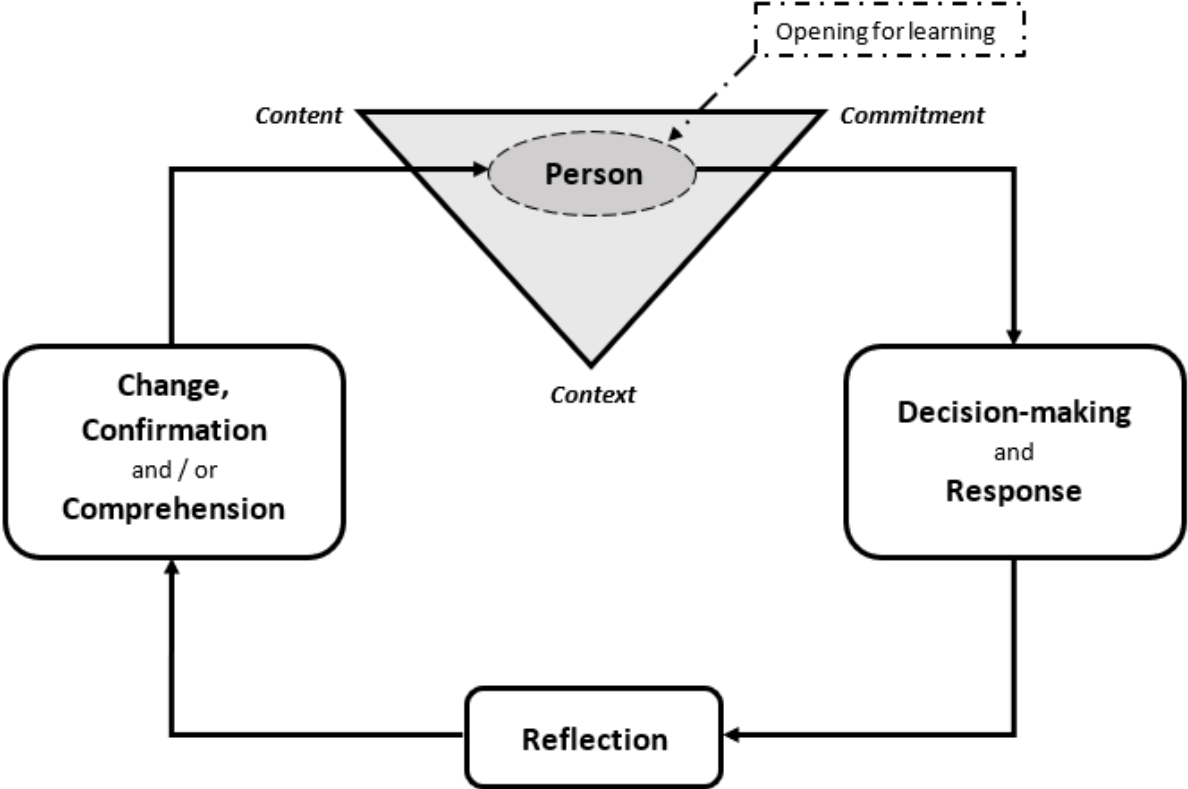 Opening for learning
Content
Commitment
Person
Context
Change,
Confirmation
and / or
Comprehension
Decision-making
and
Response
Reflection